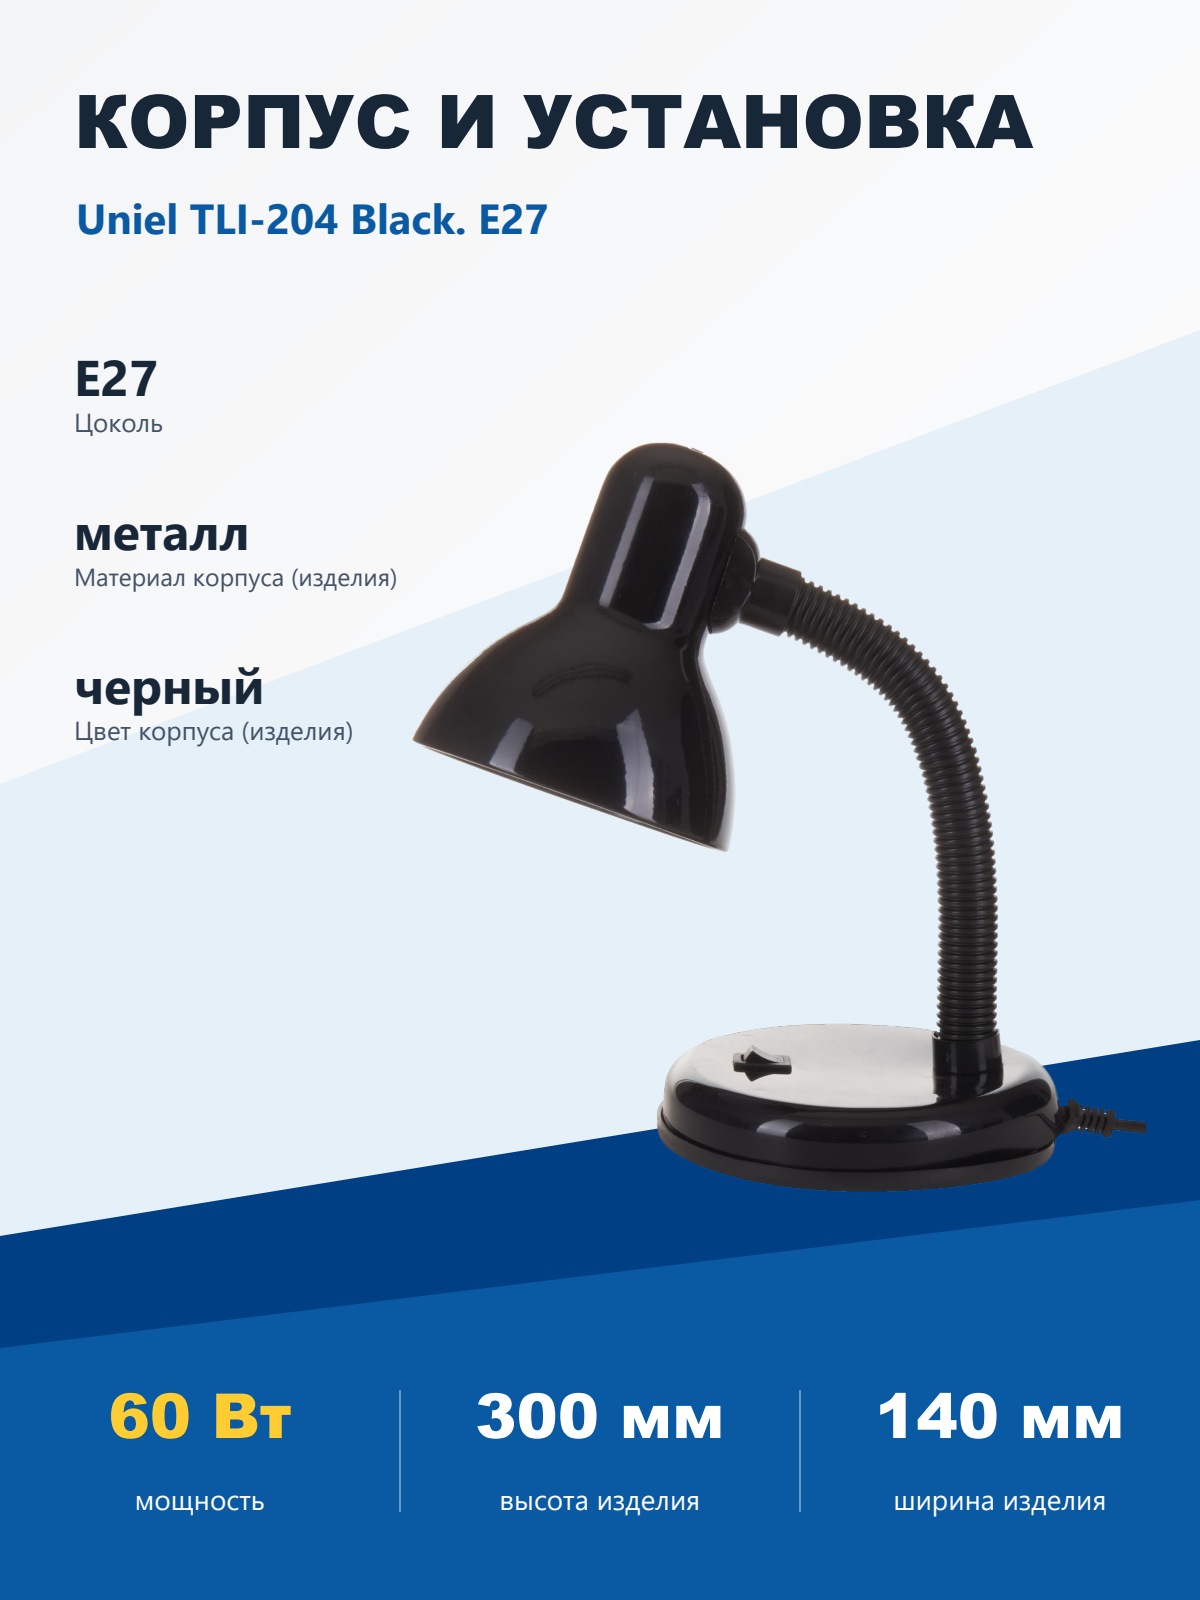 КОРПУС И УСТАНОВКА
Uniel TLI-204 Black. E27
E27
Цоколь
металл
Материал корпуса (изделия)
черный
Цвет корпуса (изделия)
60 Вт
мощность
300 мм
высота изделия
140 мм
ширина изделия